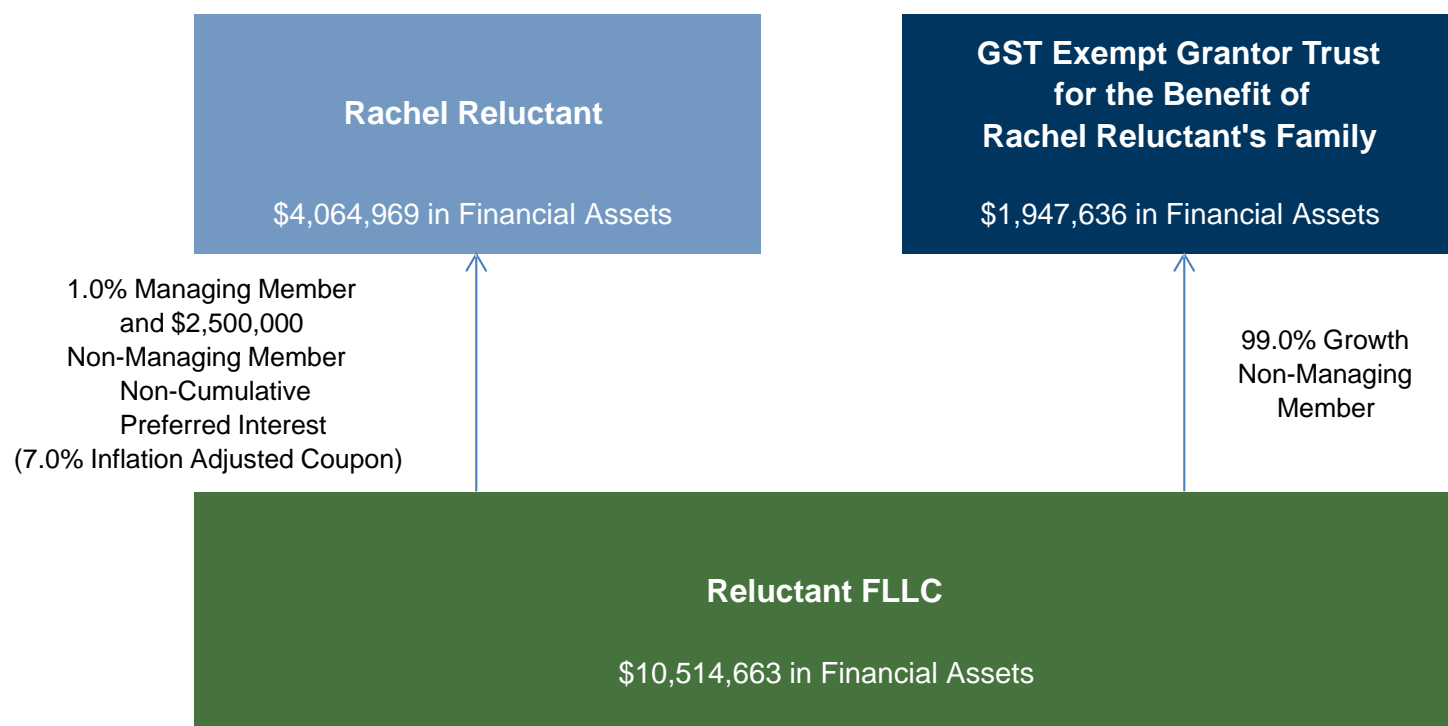 Rachel Reluctant
$4,064,969 in Financial Assets
GST Exempt Grantor Trust
for the Benefit of
Rachel Reluctant's Family
$1,947,636 in Financial Assets
1.0% Managing Member
and $2,500,000
Non-Managing Member
Non-Cumulative
Preferred Interest
(7.0% Inflation Adjusted Coupon)
99.0% Growth
Non-Managing
Member
Reluctant FLLC
$10,514,663 in Financial Assets